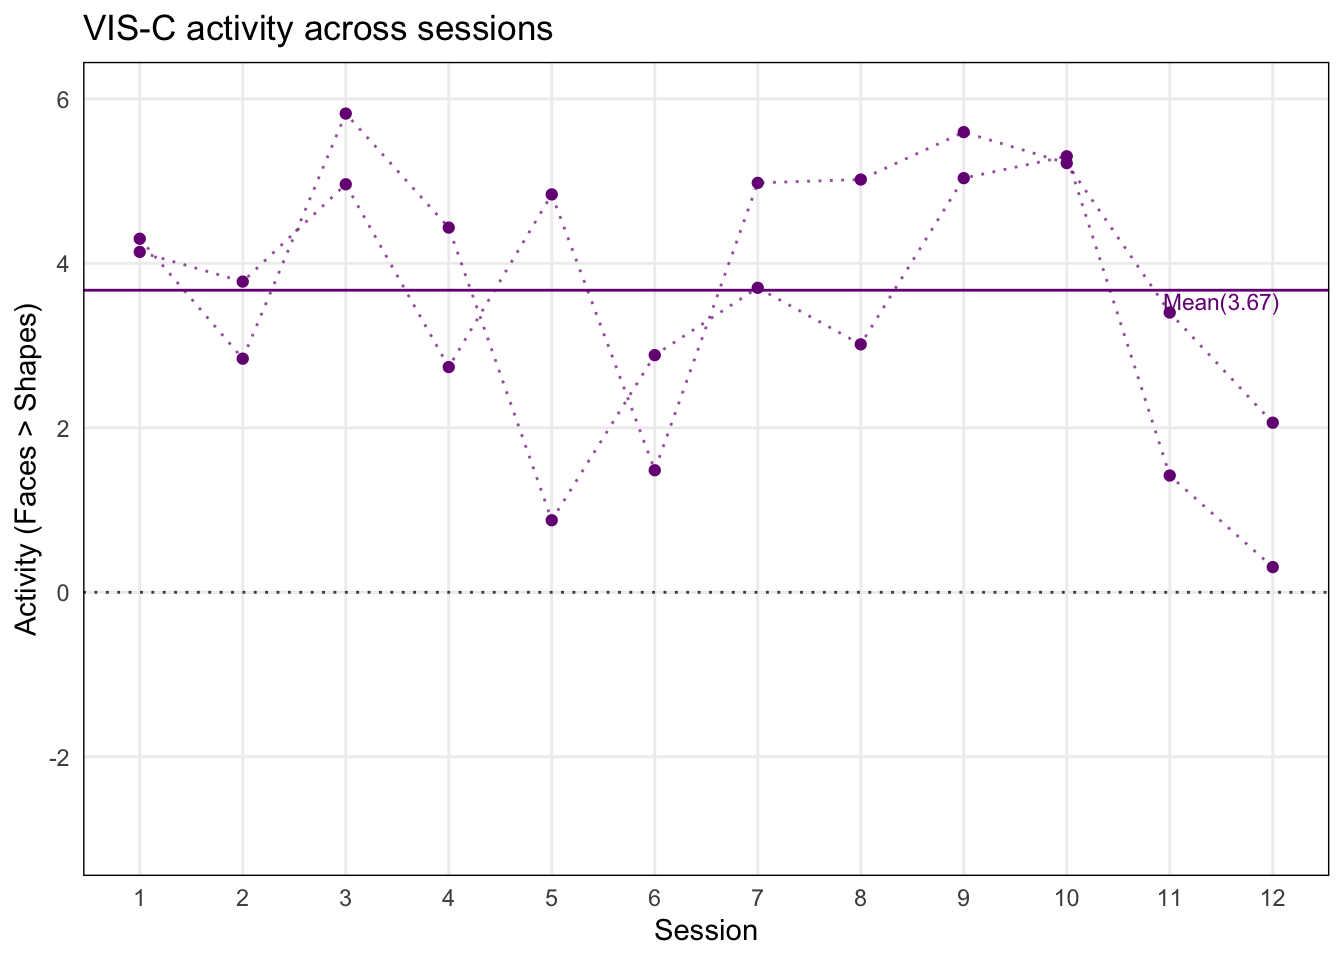 VIS-C activity across sessions
Activity (Faces > Shapes)
6
4
2
0
-2
Mean(3.67)
1 2 3 4 5 6 7 8 9 10 11 12
Session